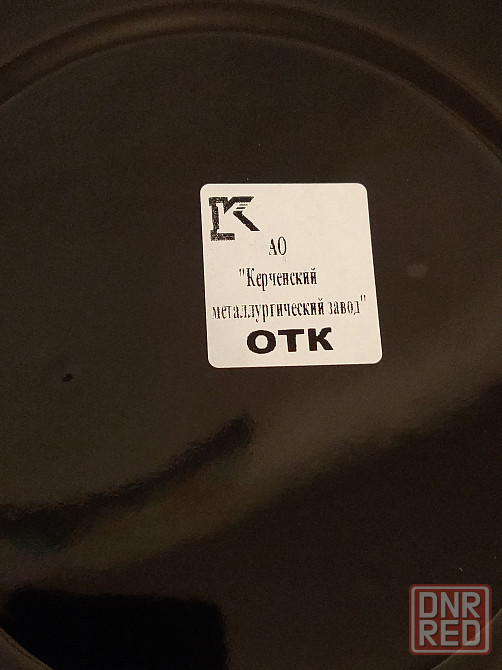 АО
"Керченский
металлургический завод"
ОТК
DNR
RED